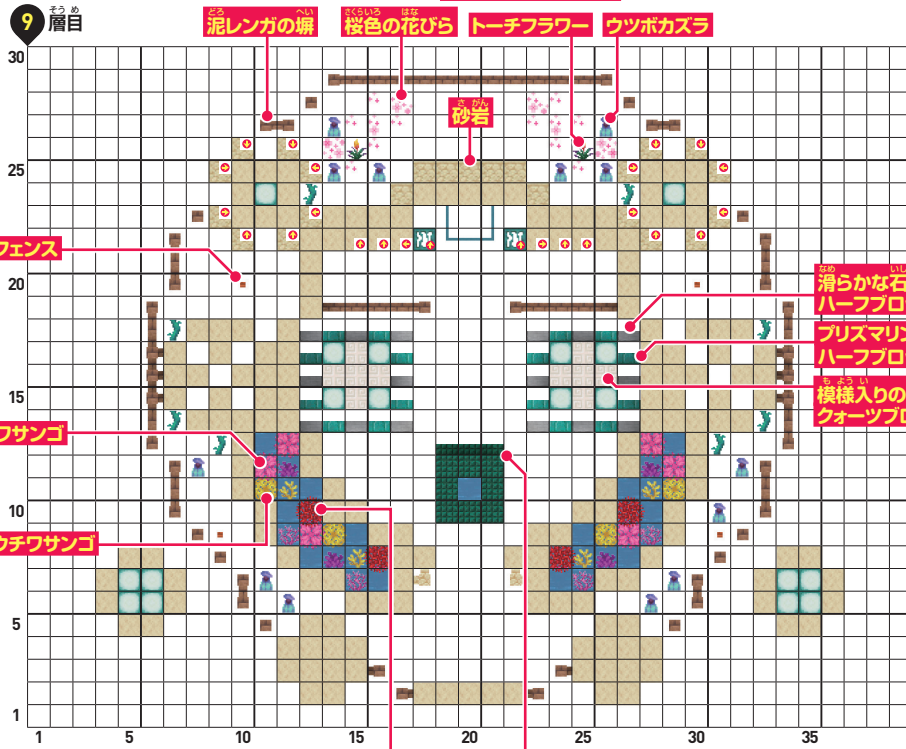 9 層目
そうめ
泥レンガの塀
どろ へい
桜色の花びら
さくらいろ はな
トーチフラワー
ウツボカズラ
砂岩
さがん
フェンス
滑らかな石
なめ いし
ハーフブロ
プリズマリン
ハーフブロ
模様入りの
もようい
クォーツブロ
フサンゴ
ウチワサンゴ
30
25
20
15
10
5
1
1 5 10 15 20 25 30 35